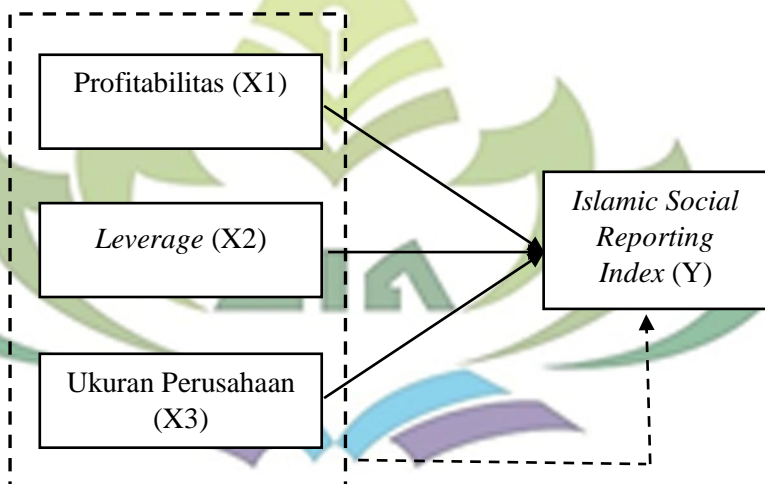 Profitabilitas (X1)
Leverage (X2)
Ukuran Perusahaan
(X3)
Islamic Social
Reporting
Index (Y)